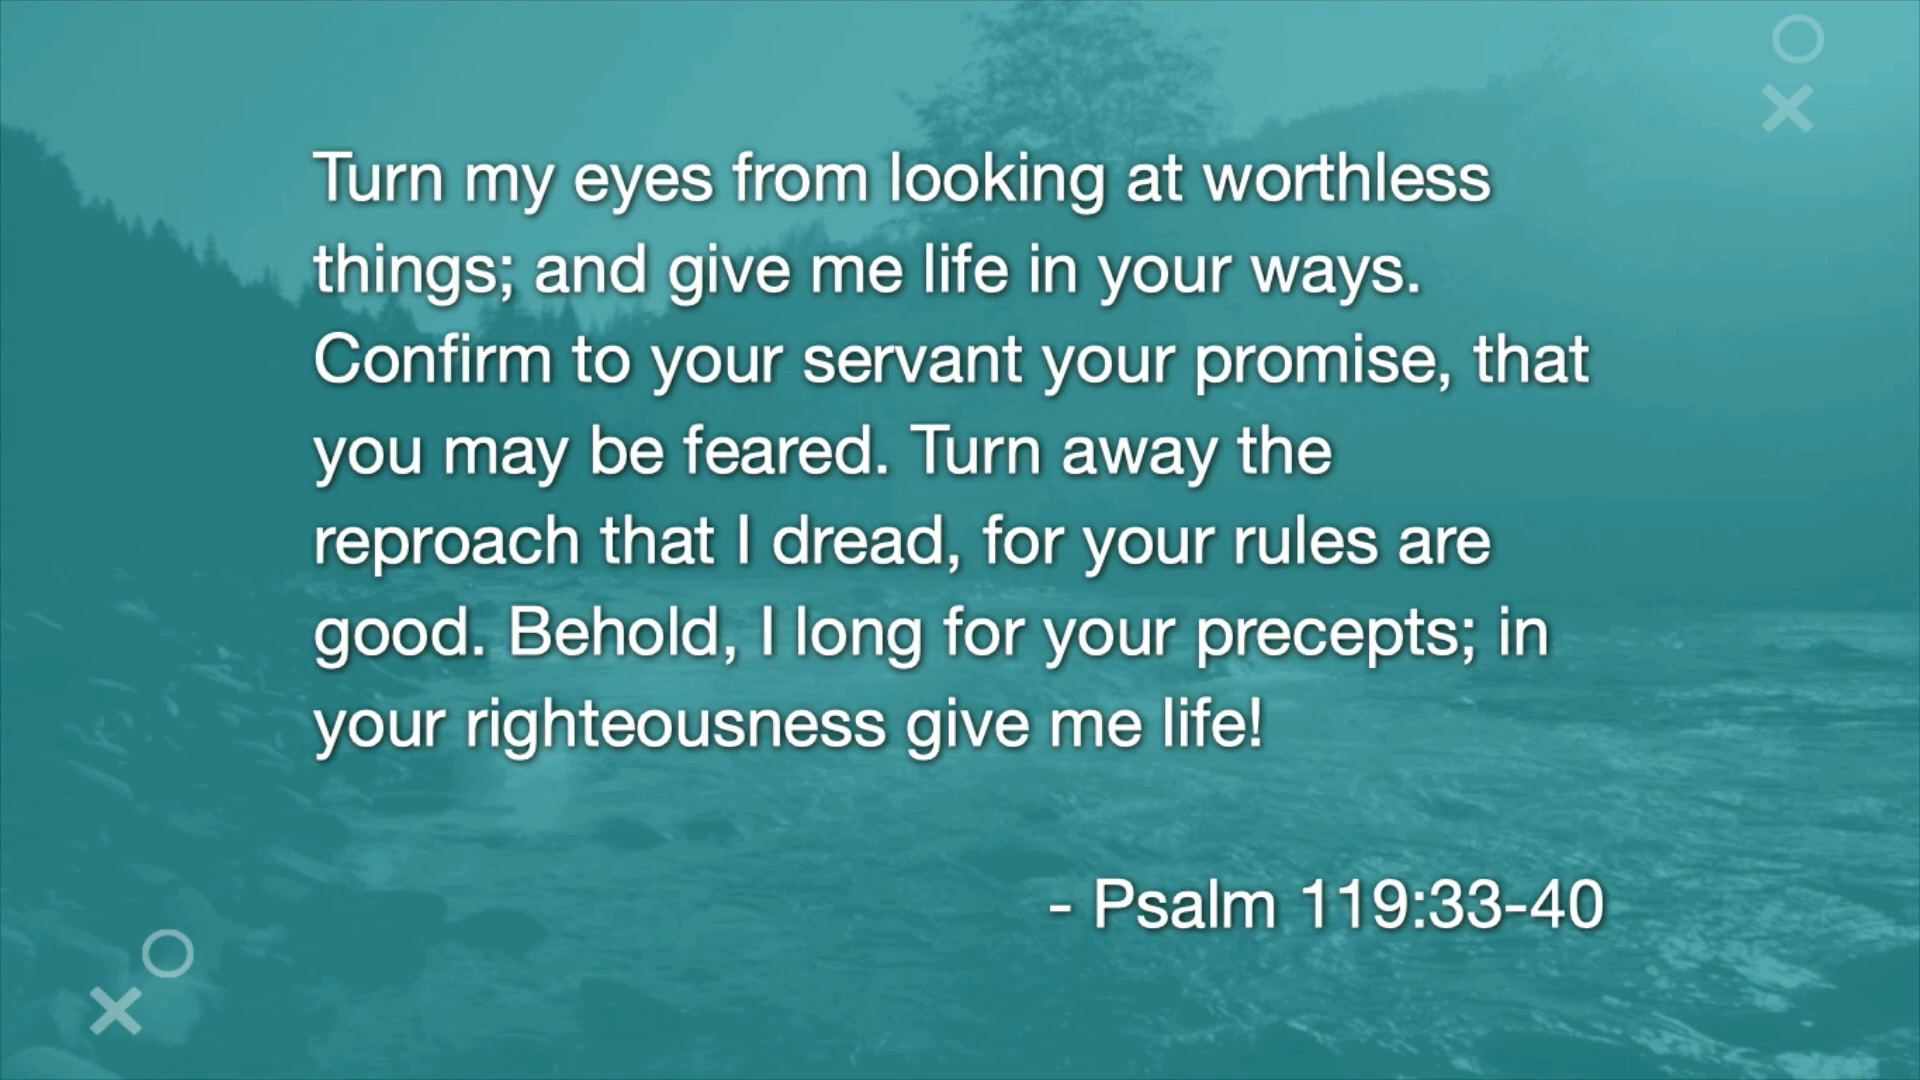 Turn my eyes from looking at worthless
things; and give me life in your ways.
Confirm to your servant your promise, that
you may be feared. Turn away the
reproach that I dread, for your rules are
good. Behold, I long for your precepts; in
your righteousness give me life!
- Psalm 119:33-40